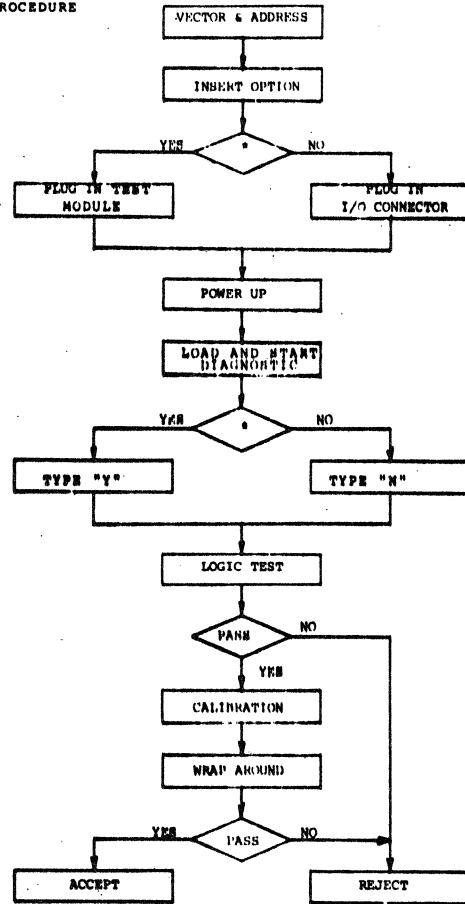 ROCEDURE
VECTOR & ADDRESS
INSERT OPTION
*
YES
NO
PLUG IN TEST
MODULE
PLUG IN
I/O CONNECTOR
POWER UP
LOAD AND START
DIAGNOSTIC
*
YES
NO
TYPE "Y"
TYPE "N"
LOGIC TEST
PASS
NO
YES
CALIBRATION
WRAP AROUND
PASS
YES
NO
ACCEPT
REJECT